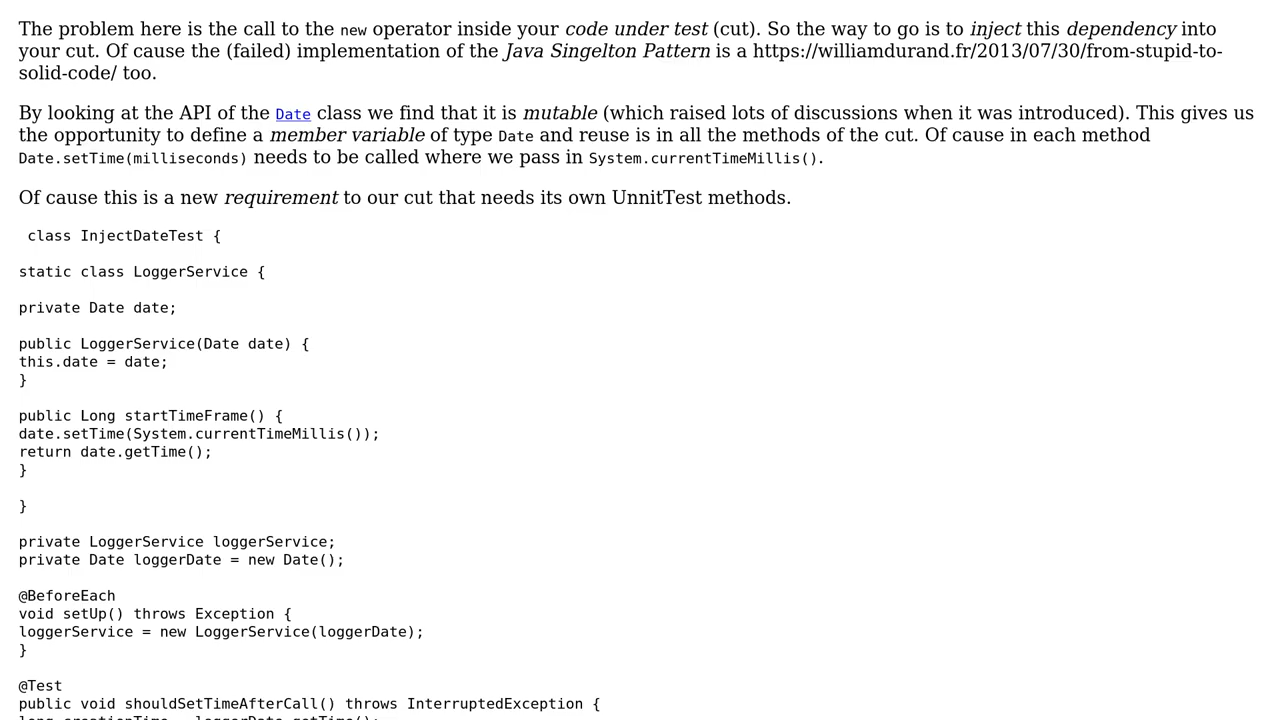 The problem here is the call to the new operator inside your code under test (cut). So the way to go is to inject this dependency into
your cut. Of cause the (failed) implementation of the Java Singelton Pattern is a https://williamdurand.fr/2013/07/30/from-stupid-to-
solid-code/ too.
By looking at the API of the Date class we find that it is mutable (which raised lots of discussions when it was introduced). This gives us
the opportunity to define a member variable of type Date and reuse is in all the methods of the cut. Of cause in each method
Date.setTime(milliseconds) needs to be called where we pass in System.currentTimeMillis().
Of cause this is a new requirement to our cut that needs its own UnnitTest methods.
class InjectDateTest {
static class LoggerService {
private Date date;
public LoggerService(Date date) {
this.date = date;
}
public Long startTimeFrame() {
date.setTime(System.currentTimeMillis());
return date.getTime();
}
}
private LoggerService loggerService;
private Date loggerDate = new Date();
@BeforeEach
void setUp() throws Exception {
loggerService = new LoggerService(loggerDate);
}
@Test
public void shouldSetTimeAfterCall() throws InterruptedException {
long creationTime = loggerDate.getTime();